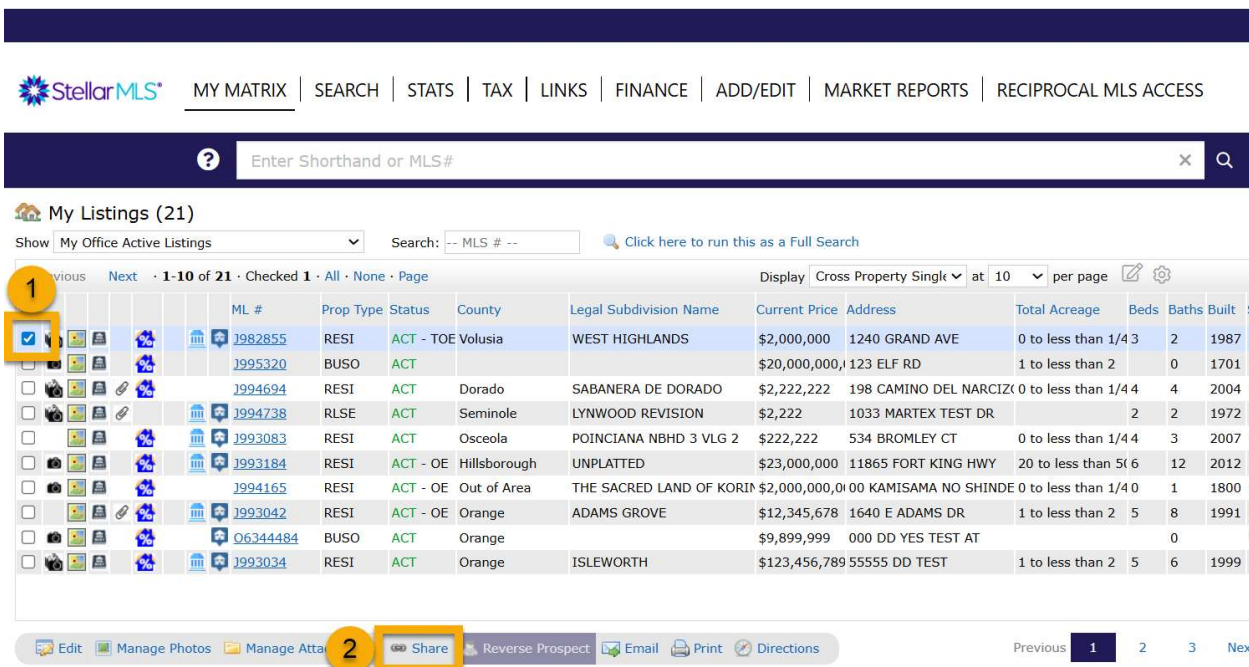 StellarMLS® MY MATRIX SEARCH STATS TAX LINKS FINANCE ADD/EDIT MARKET REPORTS RECIPROCAL MLS ACCESS
? Enter Shorthand or MLS# ×
My Listings (21)
Show My Office Active Listings Search: -- MLS # -- Click here to run this as a Full Search
Next · 1-10 of 21 · Checked 1 · All · None · Page Display Cross Property Single at 10 per page
1
ML # Prop Type Status County Legal Subdivision Name Current Price Address Total Acreage Beds Baths Built
J982855 RESI ACT - TOE Volusia WEST HIGHLANDS $2,000,000 1240 GRAND AVE 0 to less than 1/4 3 2 1987
J995320 BUSO ACT $20,000,000, 123 ELF RD 1 to less than 2 0 1701
J994694 RESI ACT Dorado SABANERA DE DORADO $2,222,222 198 CAMINO DEL NARCIZO 0 to less than 1/4 4 4 2004
J994738 RLSE ACT Seminole LYNWOOD REVISION $2,222 1033 MARTEX TEST DR 2 2 1972
J993083 RESI ACT Osceola POINCIANA NBHD 3 VLG 2 $222,222 534 BROMLEY CT 0 to less than 1/4 4 3 2007
J993184 RESI ACT - OE Hillsborough UNPLATTED $23,000,000 11865 FORT KING HWY 20 to less than 50 6 12 2012
J994165 RESI ACT - OE Out of Area THE SACRED LAND OF KORIN $2,000,000,0 00 KAMISAMA NO SHINDE 0 to less than 1/4 0 1 1800
J993042 RESI ACT - OE Orange ADAMS GROVE $12,345,678 1640 E ADAMS DR 1 to less than 2 5 8 1991
O6344484 BUSO ACT Orange $9,899,999 000 DD YES TEST AT 0
J993034 RESI ACT Orange ISLEWORTH $123,456,789 55555 DD TEST 1 to less than 2 5 6 1999
Edit Manage Photos Manage Atta 2 Share Reverse Prospect Email Print Directions Previous 1 2 3 Nex